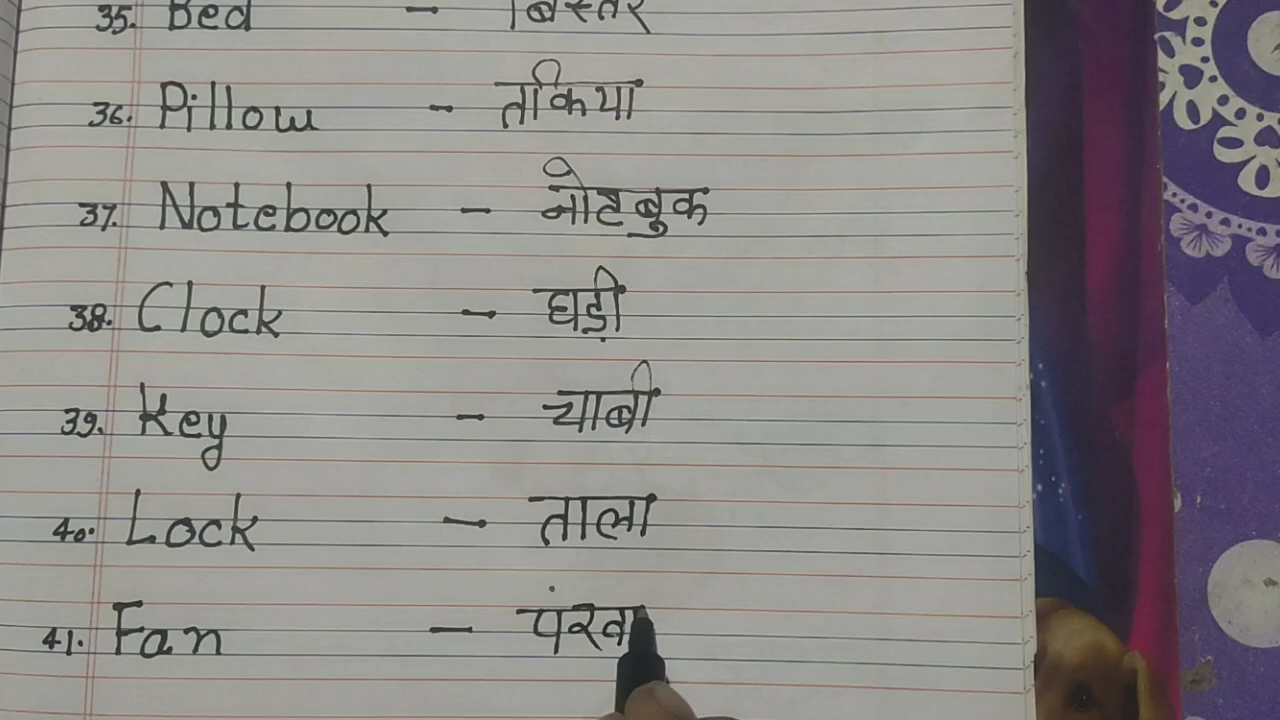 35. Bed - बिस्तर
36. Pillow - तकिया
37. Notebook - नोटबुक
38. Clock - घड़ी
39. Key - चाबी
40. Lock - ताला
41. Fan - पंखा